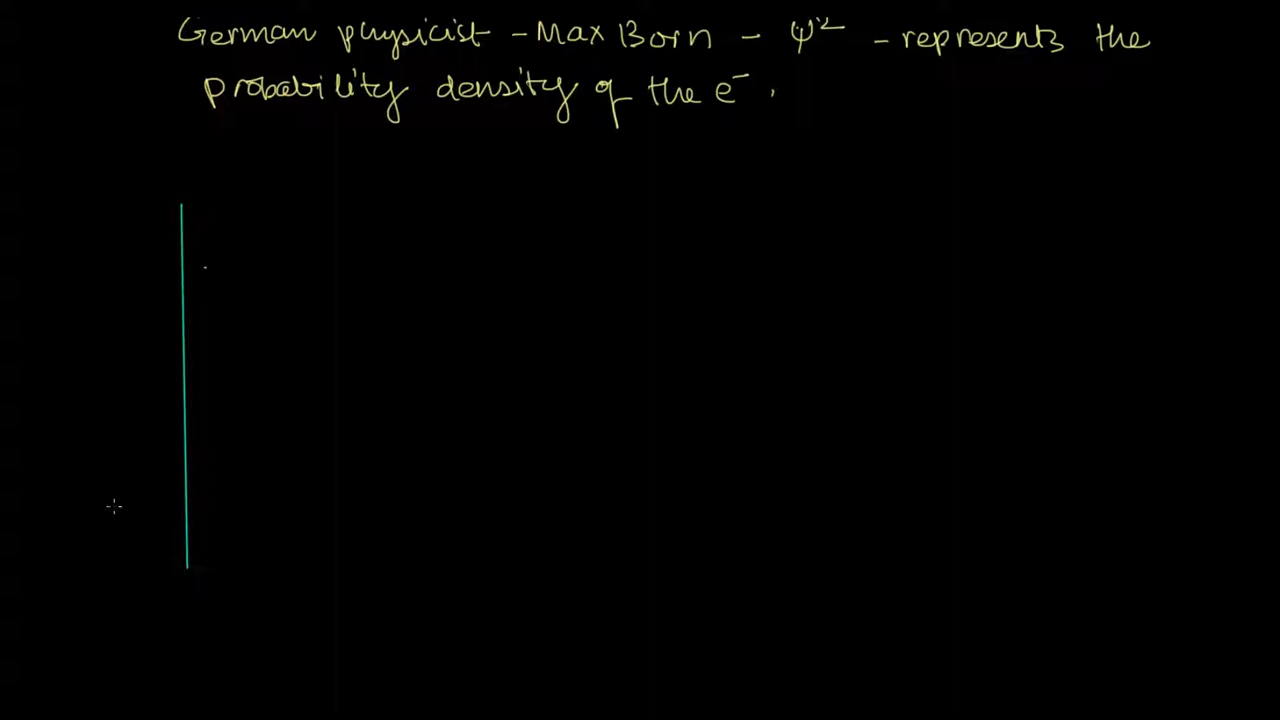 German physicist - Max Born - ψ² - represents the
probability density of the e⁻.